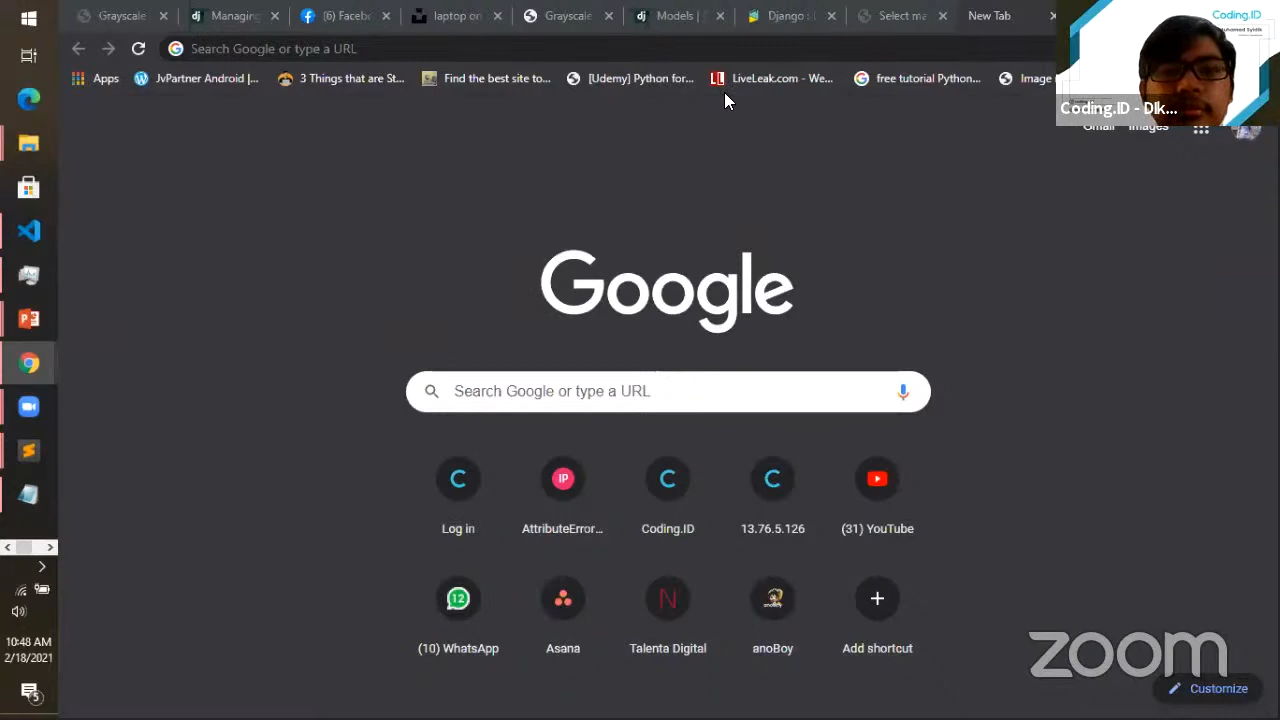 Grayscale
Managing
(6) Faceb
laptop on
Grayscale
Models |
Django :
Select ma
New Tab
Search Google or type a URL
Apps
JvPartner Android |...
3 Things that are St...
Find the best site to...
[Udemy] Python for...
LiveLeak.com - We...
free tutorial Python...
Image
Coding.ID
Coding.ID - Dik...
Gmail
Images
Google
Search Google or type a URL
Log in
AttributeError...
Coding.ID
13.76.5.126
(31) YouTube
(10) WhatsApp
Asana
Talenta Digital
anoBoy
Add shortcut
10:48 AM
2/18/2021
5
zoom
Customize